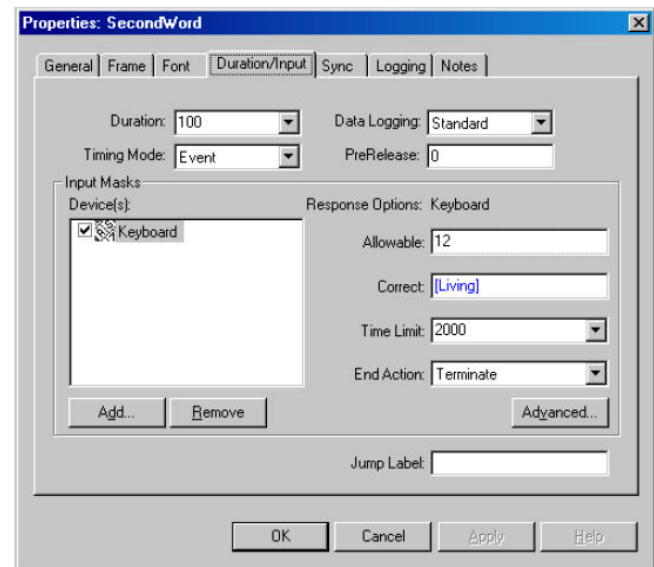 Properties: SecondWord
General Frame Font Duration/Input Sync Logging Notes
Duration: 100 Data Logging: Standard
Timing Mode: Event PreRelease: 0
Input Masks
Device(s): Response Options: Keyboard
Keyboard
Allowable: 12
Correct: [Living]
Time Limit: 2000
End Action: Terminate
Add... Remove Advanced...
Jump Label:
OK Cancel Apply Help